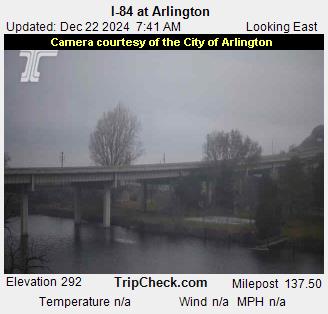 I-84 at Arlington
Updated: Dec 22 2024 7:41 AM Looking East
Camera courtesy of the City of Arlington
Elevation 292 TripCheck.com Milepost 137.50
Temperature n/a Wind n/a MPH n/a